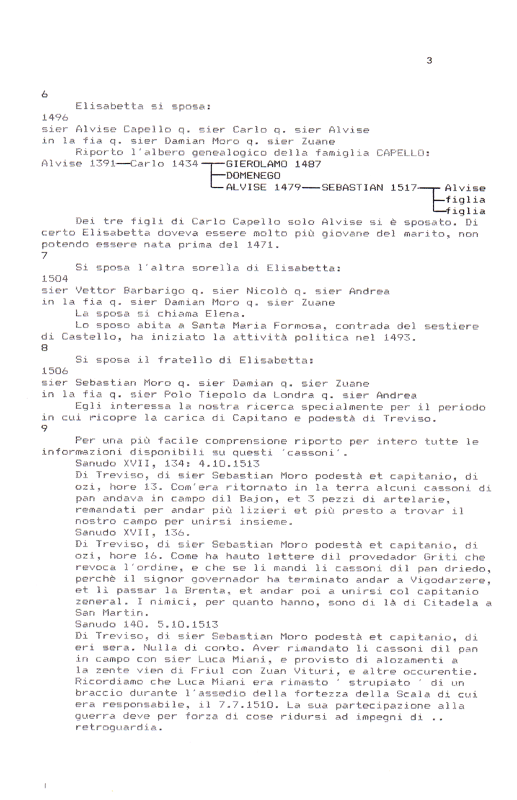 3
6
Elisabetta si sposa:
1496
sier Alvise Capello q. sier Carlo q. sier Alvise
in la fia q. sier Damian Moro q. sier Zuane
Riporto l'albero genealogico della famiglia CAPELLO:
Alvise 1391—Carlo 1434—GIEROLAMO 1487
DOMENEGO
ALVISE 1479—SEBASTIAN 1517—Alvise
figlia
figlia
Dei tre figli di Carlo Capello solo Alvise si è sposato. Di
certo Elisabetta doveva essere molto più giovane del marito, non
potendo essere nata prima del 1471.
7
Si sposa l'altra sorella di Elisabetta:
1504
sier Vettor Barbarigo q. sier Nicolò q. sier Andrea
in la fia q. sier Damian Moro q. sier Zuane
La sposa si chiama Elena.
Lo sposo abita a Santa Maria Formosa, contrada del sestiere
di Castello, ha iniziato la attività politica nel 1493.
8
Si sposa il fratello di Elisabetta:
1506
sier Sebastian Moro q. sier Damian q. sier Zuane
in la fia q. sier Polo Tiepolo da Londra q. sier Andrea
Egli interessa la nostra ricerca specialmente per il periodo
in cui ricopre la carica di Capitano e podestà di Treviso.
9
Per una più facile comprensione riporto per intero tutte le
informazioni disponibili su questi 'cassoni'.
Sanudo XVII, 134: 4.10.1513
Di Treviso, di sier Sebastian Moro podestà et capitanio, di
ozi, hore 13. Com'era ritornato in la terra alcuni cassoni di
pan andava in campo dil Bajon, et 3 pezzi di artelarie,
remandati per andar più lizieri et più presto a trovar il
nostro campo per unirsi insieme.
Sanudo XVII, 136.
Di Treviso, di sier Sebastian Moro podestà et capitanio, di
ozi, hore 16. Come ha hauto lettere dil provedador Griti che
revoca l'ordine, e che se li mandi li cassoni dil pan driedo,
perchè il signor governador ha terminato andar a Vigodarzere,
et li passar la Brenta, et andar poi a unirsi col capitanio
zeneral. I nimici, per quanto hanno, sono di là di Citadela a
San Martin.
Sanudo 140. 5.10.1513
Di Treviso, di sier Sebastian Moro podestà et capitanio, di
eri sera. Nulla di conto. Aver rimandato li cassoni dil pan
in campo con sier Luca Miani, e provisto di alozamenti a
la zente vien di Friul con Zuan Vituri, e altre occurentie.
Ricordiamo che Luca Miani era rimasto ' strupiato ' di un
braccio durante l'assedio della fortezza della Scala di cui
era responsabile, il 7.7.1510. La sua partecipazione alla
guerra deve per forza di cose ridursi ad impegni di ..
retroguardia.